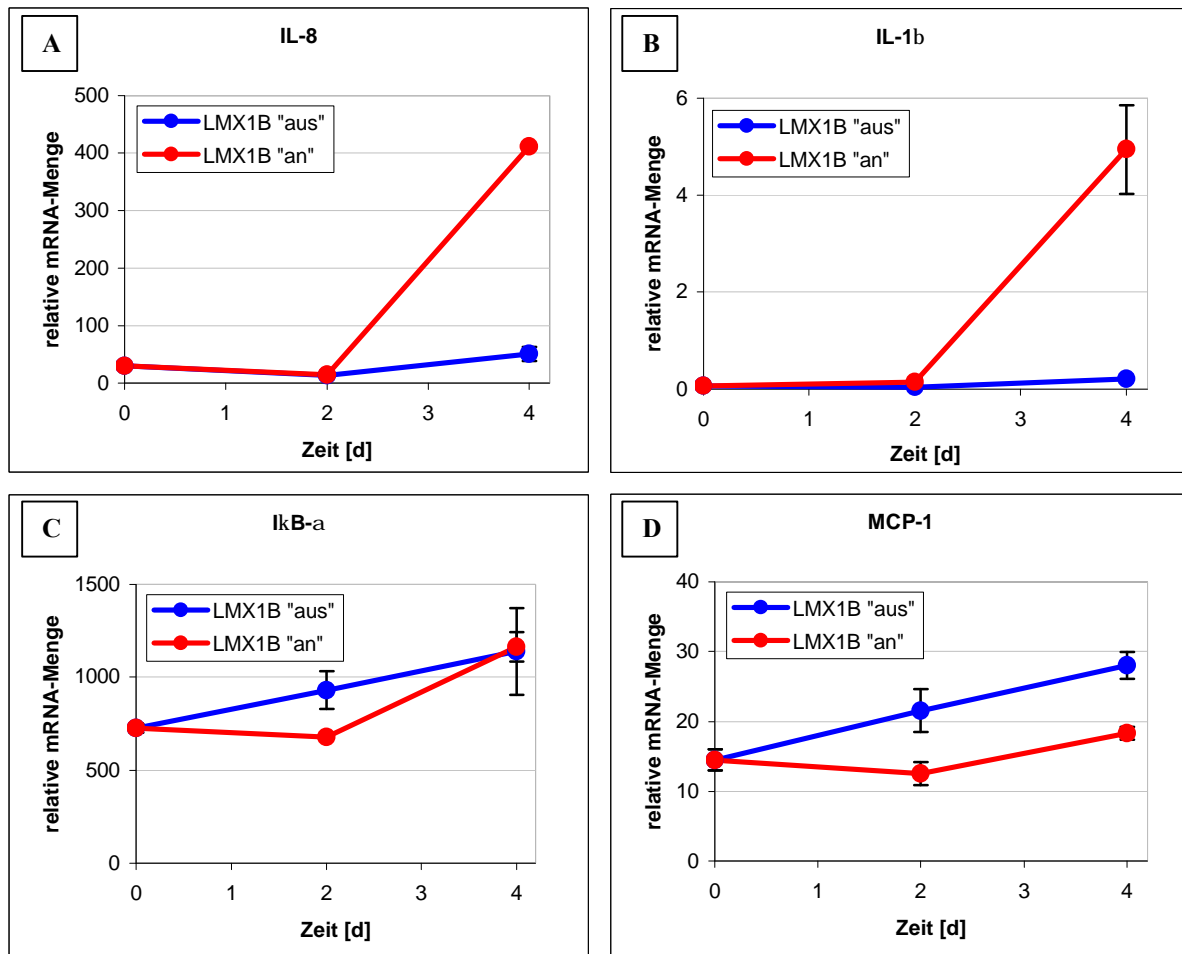 A
IL-8
LMX1B "aus"
LMX1B "an"
relative mRNA-Menge
500
400
300
200
100
0
0 1 2 3 4
Zeit [d]
B
IL-1b
LMX1B "aus"
LMX1B "an"
relative mRNA-Menge
6
4
2
0
0 1 2 3 4
Zeit [d]
C
IkB-a
LMX1B "aus"
LMX1B "an"
relative mRNA-Menge
1500
1000
500
0
0 1 2 3 4
Zeit [d]
D
MCP-1
LMX1B "aus"
LMX1B "an"
relative mRNA-Menge
40
30
20
10
0
0 1 2 3 4
Zeit [d]